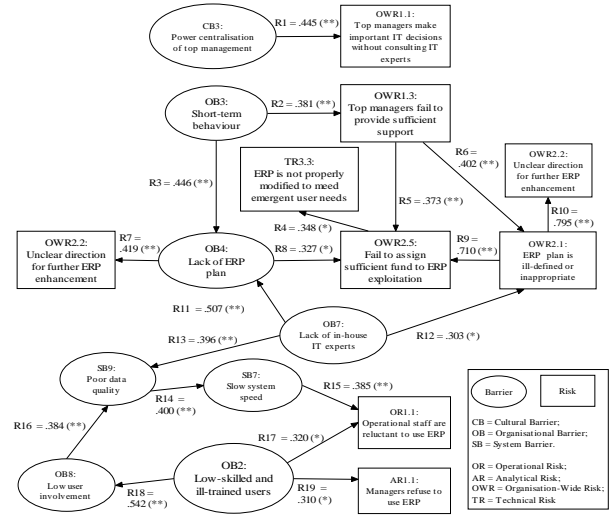 CB3:
Power centralisation
of top management
R1 = .445 (**)
OWR1.1:
Top managers make
important IT decisions
without consulting IT
experts
OB3:
Short-term
behaviour
R2 = .381 (**)
OWR1.3:
Top managers fail to
provide sufficient
support
R6 =
.402 (**)
OWR2.2:
Unclear direction
for further ERP
enhancement
R3 = .446 (**)
TR3.3:
ERP is not properly
modified to meed
emergent user needs
R5 = .373 (**)
R10 =
.795 (**)
R4 = .348 (*)
OWR2.2:
Unclear direction
for further ERP
enhancement
R7 =
.419 (**)
OB4:
Lack of ERP
plan
R8 = .327 (*)
OWR2.5:
Fail to assign
sufficient fund to ERP
exploitation
R9 =
.710 (**)
OWR2.1:
ERP plan is
ill-defined or
inappropriate
R11 = .507 (**)
R13 = .396 (**)
OB7:
Lack of in-house
IT experts
R12 = .303 (*)
SB9:
Poor data
quality
R14 =
.400 (**)
SB7:
Slow system
speed
R15 = .385 (**)
R16 = .384 (**)
R17 = .320 (*)
OR1.1:
Operational staff are
reluctant to use ERP
OB8:
Low user
involvement
R18 =
.542 (**)
OB2:
Low-skilled and
ill-trained users
R19 =
.310 (*)
AR1.1:
Managers refuse to
use ERP
Barrier
Risk
CB = Cultural Barrier;
OB = Organisational Barrier;
SB = System Barrier.
OR = Operational Risk;
AR = Analytical Risk;
OWR = Organisation-Wide Risk;
TR = Technical Risk